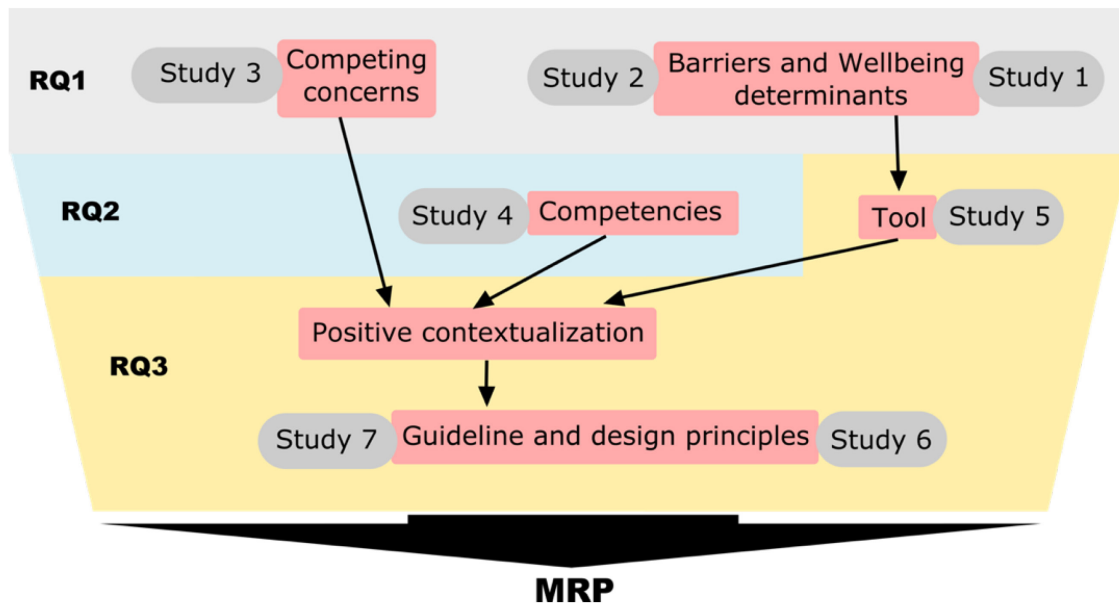 RQ1
Study 3
Competing
concerns
Study 2
Barriers and Wellbeing
determinants
Study 1
RQ2
Study 4
Competencies
Tool
Study 5
Positive contextualization
RQ3
Study 7
Guideline and design principles
Study 6
MRP